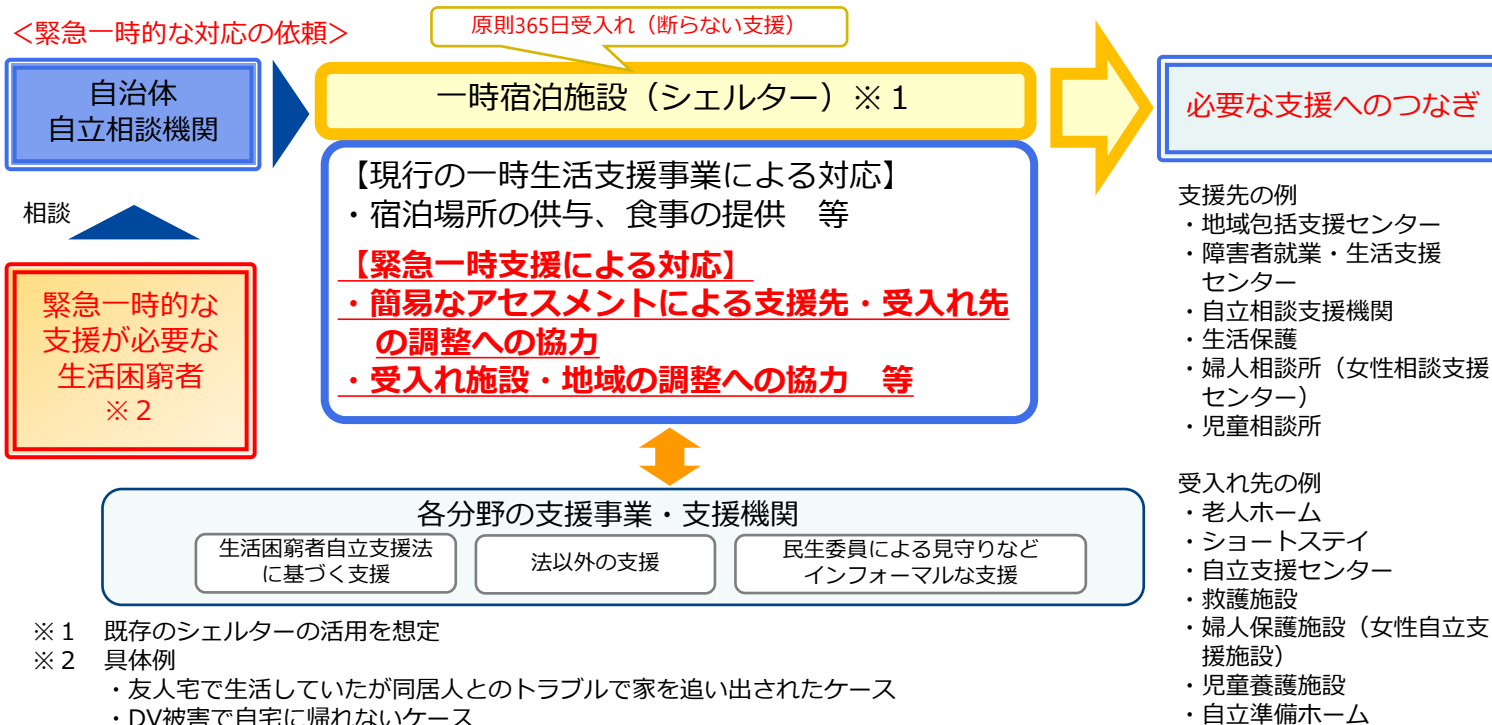 ＜緊急一時的な対応の依頼＞
原則365日受入れ（断らない支援）
自治体
自立相談機関
一時宿泊施設（シェルター）※１
必要な支援へのつなぎ
相談
緊急一時的な
支援が必要な
生活困窮者
※２
【現行の一時生活支援事業による対応】
・宿泊場所の供与、食事の提供　等
【緊急一時支援による対応】
・簡易なアセスメントによる支援先・受入れ先
の調整への協力
・受入れ施設・地域の調整への協力　等
各分野の支援事業・支援機関
生活困窮者自立支援法
に基づく支援
法以外の支援
民生委員による見守りなど
インフォーマルな支援
支援先の例
・地域包括支援センター
・障害者就業・生活支援
センター
・自立相談支援機関
・生活保護
・婦人相談所（女性相談支援
センター）
・児童相談所
受入れ先の例
・老人ホーム
・ショートステイ
・自立支援センター
・救護施設
・婦人保護施設（女性自立支
援施設）
・児童養護施設
・自立準備ホーム
※１　既存のシェルターの活用を想定
※２　具体例
・友人宅で生活していたが同居人とのトラブルで家を追い出されたケース
・DV被害で自宅に帰れないケース